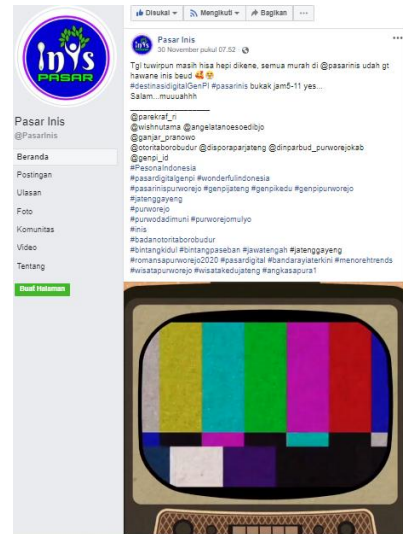 Disukai
Mengikuti
Bagikan
Inis
PASAR
Pasar Inis
@PasarInis
Beranda
Postingan
Ulasan
Foto
Komunitas
Video
Tentang
Buat Halaman
Pasar Inis
30 November pukul 07.52
Tgl tuwirpun masih hisa hepi dikene, semua murah di @pasarinis udah gt
hawane inis beud
#destinasidigitalGenPI #pasarinis bukak jam5-11 yes...
Salam...muuahhh
____________________
@parekraf_ri
@wishnutama @angelatanoesoedibjo
@ganjar_pranowo
@otoritaborobudur @disporaparjateng @dinparbud_purworejokab
@genpi_id
#PesonaIndonesia
#pasardigitalgenpi #wonderfulindonesia
#pasarinispurworejo #genpijateng #genpikedu #genpipurworejo
#jatenggayeng
#purworejo
#purwodadimuni #purworejomulyo
#inis
#badanotoritaborobudur
#bintangkidul #bintangpaseban #jawatengah #jatenggayeng
#romansapurworejo2020 #pasardigital #bandarayiaterkini #menorehtrends
#wisatapurworejo #wisatakedujateng #angkasapura1